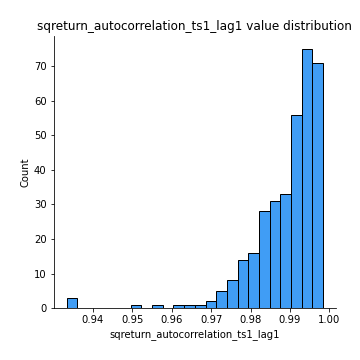 sqreturn_autocorrelation_ts1_lag1 value distribution
Count
70
60
50
40
30
20
10
0
0.94 0.95 0.96 0.97 0.98 0.99 1.00
sqreturn_autocorrelation_ts1_lag1